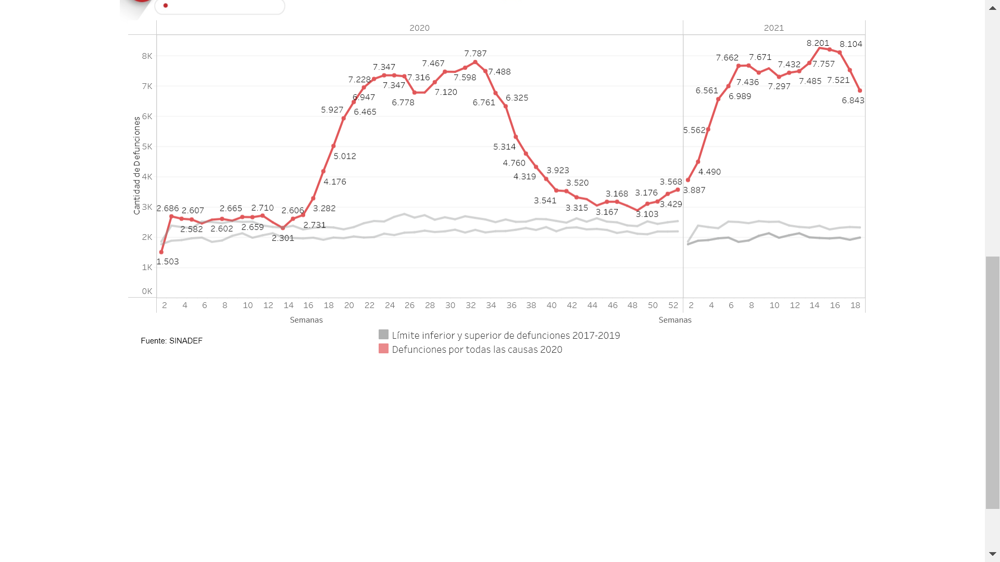 2020 2021
8.201
8K 7.787 8.104
7.662 7.671
7.347 7.467 7.432 7.757
7.228 7.316 7.598 7.488
7K 7.347 7.436 7.485 7.521
7.120 7.297
6.947 6.778 6.761 6.325 6.561 6.989 6.843
5.927 6.465
6K
5.562
5K 5.012 5.314
4.760
4K 4.176 4.319 3.923 4.490
3.520 3.568
3.541 3.168 3.176 3.887
3K 2.686 2.607 2.665 2.710 2.606 3.282 3.315 3.167 3.103 3.429
2.582 2.602 2.659 2.731
2K 2.301
1.503
1K
0K
Cantidad de Defunciones
2 4 6 8 10 12 14 16 18 20 22 24 26 28 30 32 34 36 38 40 42 44 46 48 50 52 2 4 6 8 10 12 14 16 18
Semanas Semanas
Límite inferior y superior de defunciones 2017-2019
Fuente: SINADEF
Defunciones por todas las causas 2020